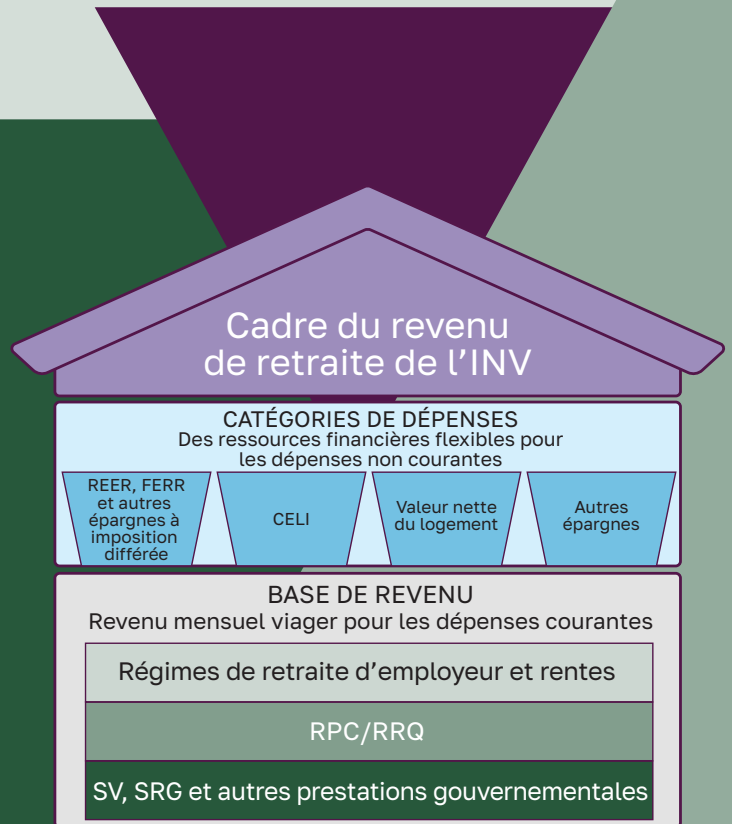 Cadre du revenu
de retraite de l’INV
CATÉGORIES DE DÉPENSES
Des ressources financières flexibles pour
les dépenses non courantes
REER, FERR
et autres
épargnes à
imposition
différée
CELI
Valeur nette
du logement
Autres
épargnes
BASE DE REVENU
Revenu mensuel viager pour les dépenses courantes
Régimes de retraite d’employeur et rentes
RPC/RRQ
SV, SRG et autres prestations gouvernementales